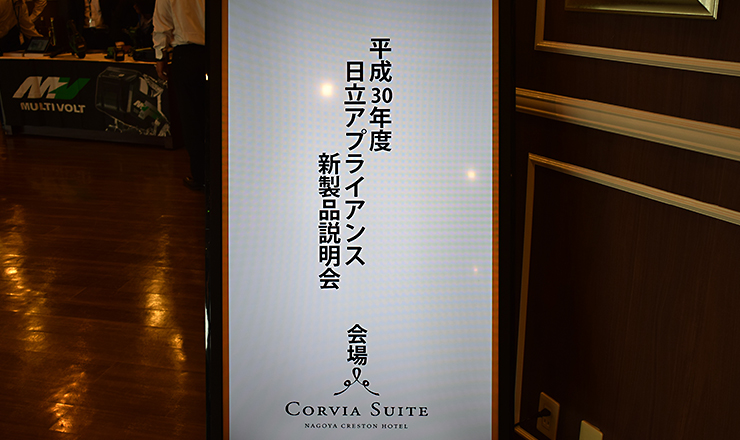 平成30年度
日立アプライアンス
新製品説明会
会場
CORVIA SUITE
NAGOYA CRESTON HOTEL
MV
MULTI VOLT